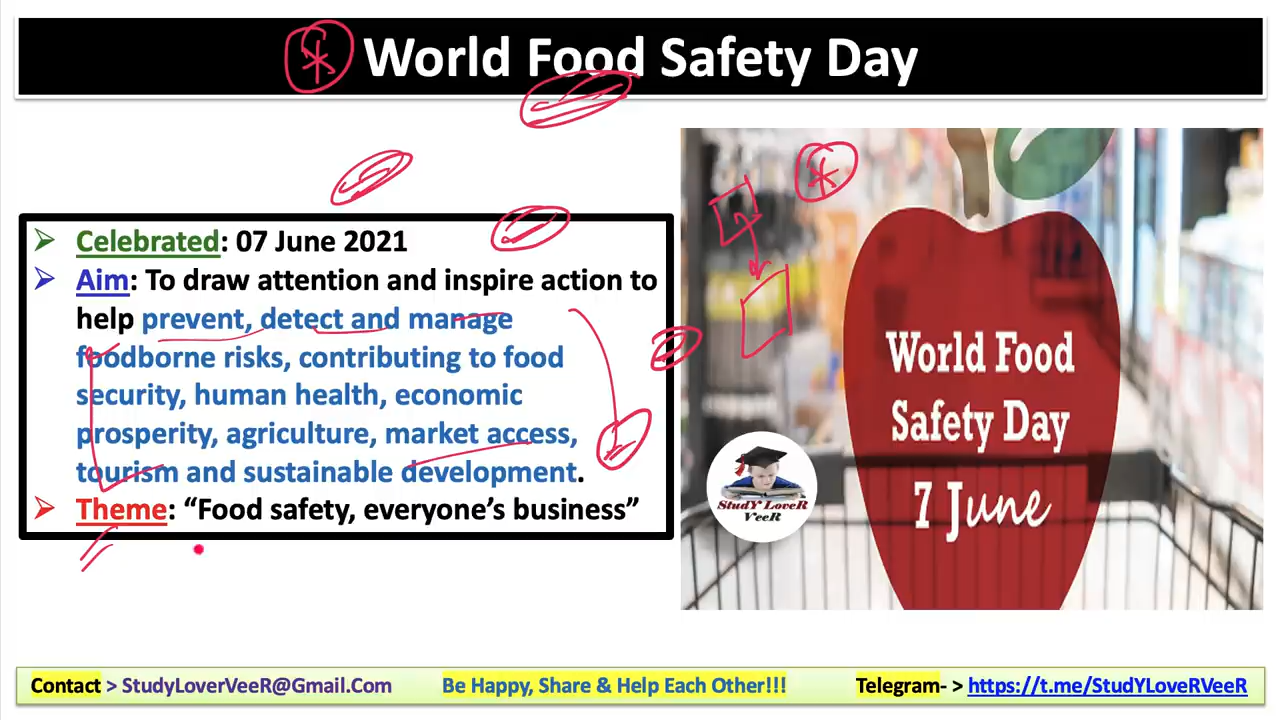 World Food Safety Day
➢ Celebrated: 07 June 2021
➢ Aim: To draw attention and inspire action to
help prevent, detect and manage
foodborne risks, contributing to food
security, human health, economic
prosperity, agriculture, market access,
tourism and sustainable development.
➢ Theme: “Food safety, everyone’s business”
World Food
Safety Day
7 June
StudY LoveR
VeeR
Contact > StudyLoverVeeR@Gmail.Com Be Happy, Share & Help Each Other!!! Telegram- > https://t.me/StudYLoveRVeeR